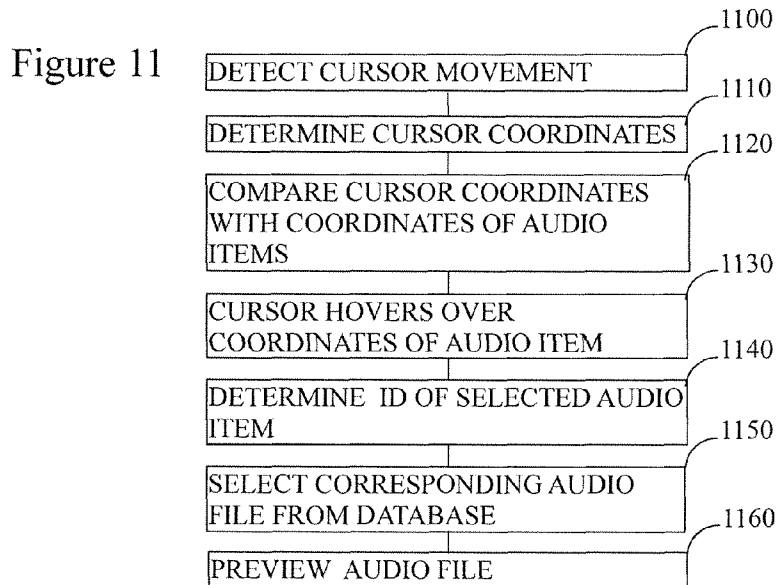 Figure 11
1100
DETECT CURSOR MOVEMENT
1110
DETERMINE CURSOR COORDINATES
1120
COMPARE CURSOR COORDINATES
WITH COORDINATES OF AUDIO
ITEMS
1130
CURSOR HOVERS OVER
COORDINATES OF AUDIO ITEM
1140
DETERMINE ID OF SELECTED AUDIO
ITEM
1150
SELECT CORRESPONDING AUDIO
FILE FROM DATABASE
1160
PREVIEW AUDIO FILE